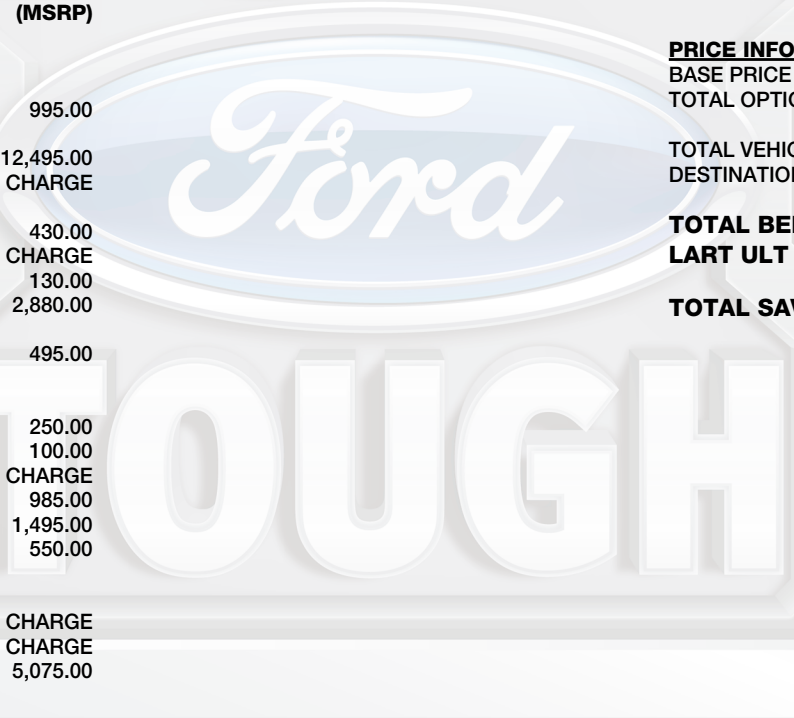 (MSRP)
995.00
12,495.00
CHARGE
430.00
CHARGE
130.00
2,880.00
495.00
250.00
100.00
CHARGE
985.00
1,495.00
550.00
CHARGE
CHARGE
5,075.00
PRICE INFO
BASE PRICE
TOTAL OPTIO
TOTAL VEHIC
DESTINATION
TOTAL BE
LART ULT
TOTAL SAV
Ford
TOUGH